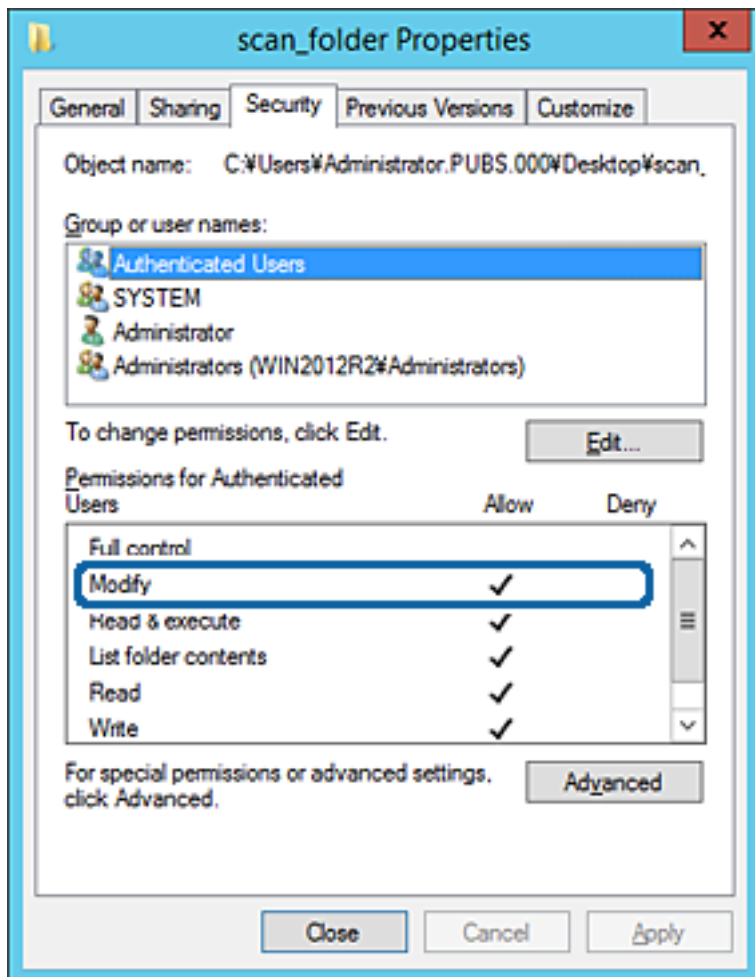 scan_folder Properties
x
General Sharing Security Previous Versions Customize
Object name: C:¥Users¥Administrator.PUBS.000¥Desktop¥scan_
Group or user names:
Authenticated Users
SYSTEM
Administrator
Administrators (WIN2012R2¥Administrators)
To change permissions, click Edit.
Edit...
Permissions for Authenticated
Users Allow Deny
Full control
Modify
Read & execute
List folder contents
Read
Write
For special permissions or advanced settings,
click Advanced.
Advanced
Close Cancel Apply